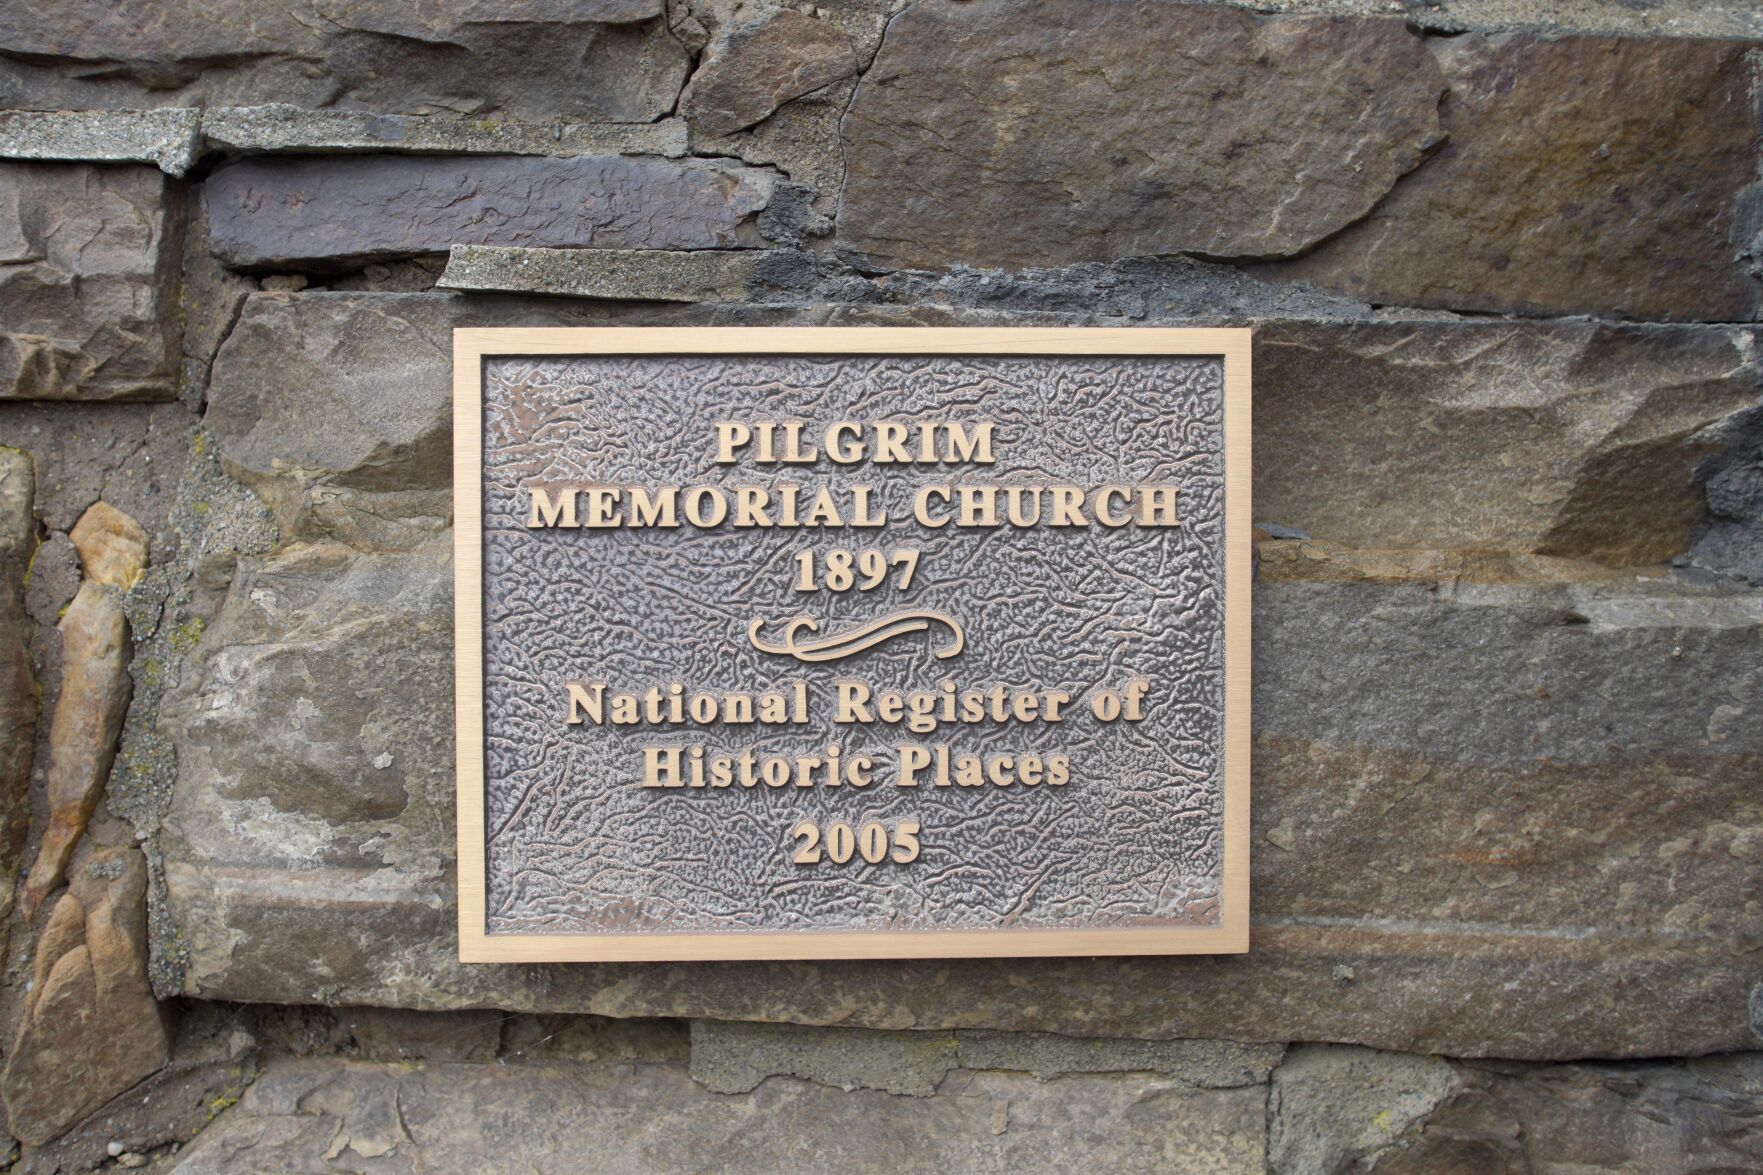 PILGRIM
MEMORIAL CHURCH
1897
National Register of
Historic Places
2005